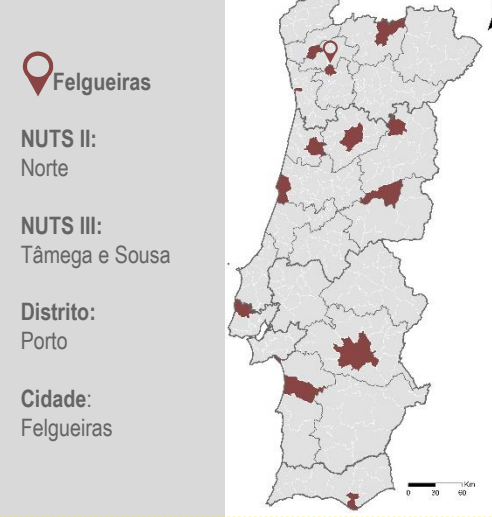 Felgueiras
NUTS II:
Norte
NUTS III:
Tâmega e Sousa
Distrito:
Porto
Cidade:
Felgueiras
Km
0 30 60